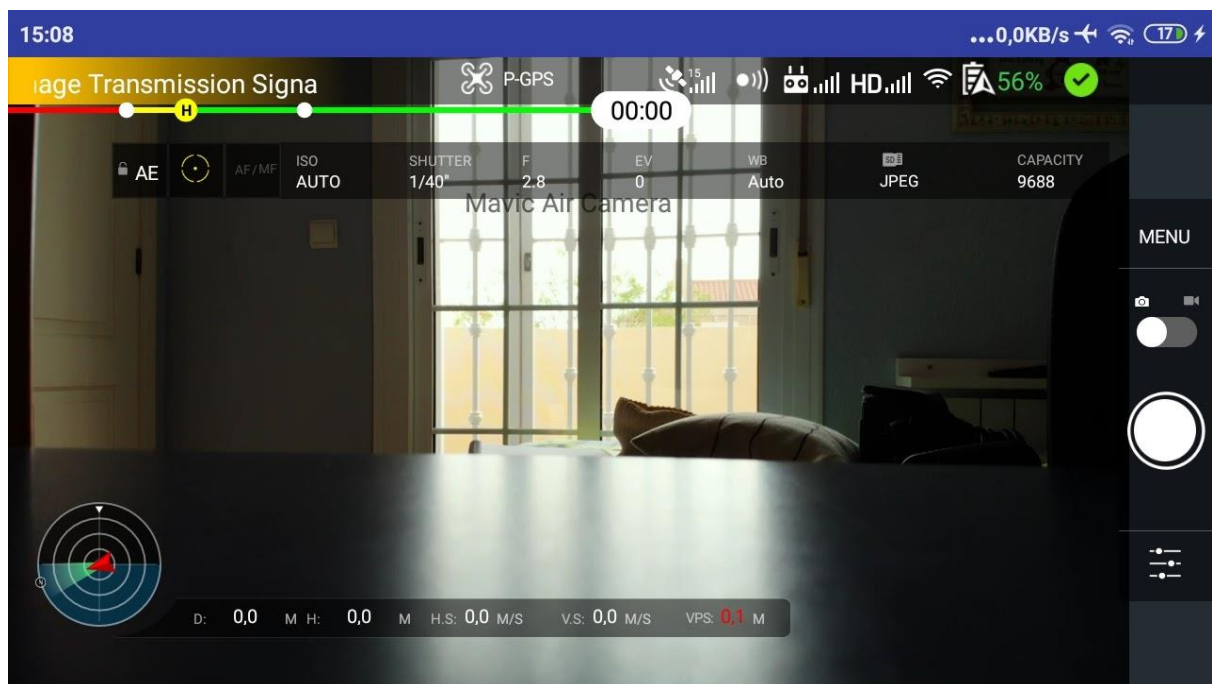 15:08 ...0,0KB/s 17
age Transmission Signa P-GPS 15 HD 56%
H 00:00
AE AF/MF ISO AUTO SHUTTER 1/40" F 2.8 EV 0 WB Auto SD JPEG CAPACITY 9688
Mavic Air Camera
MENU
N
D: 0,0 M H: 0,0 M H.S: 0,0 M/S V.S: 0,0 M/S VPS: 0,1 M